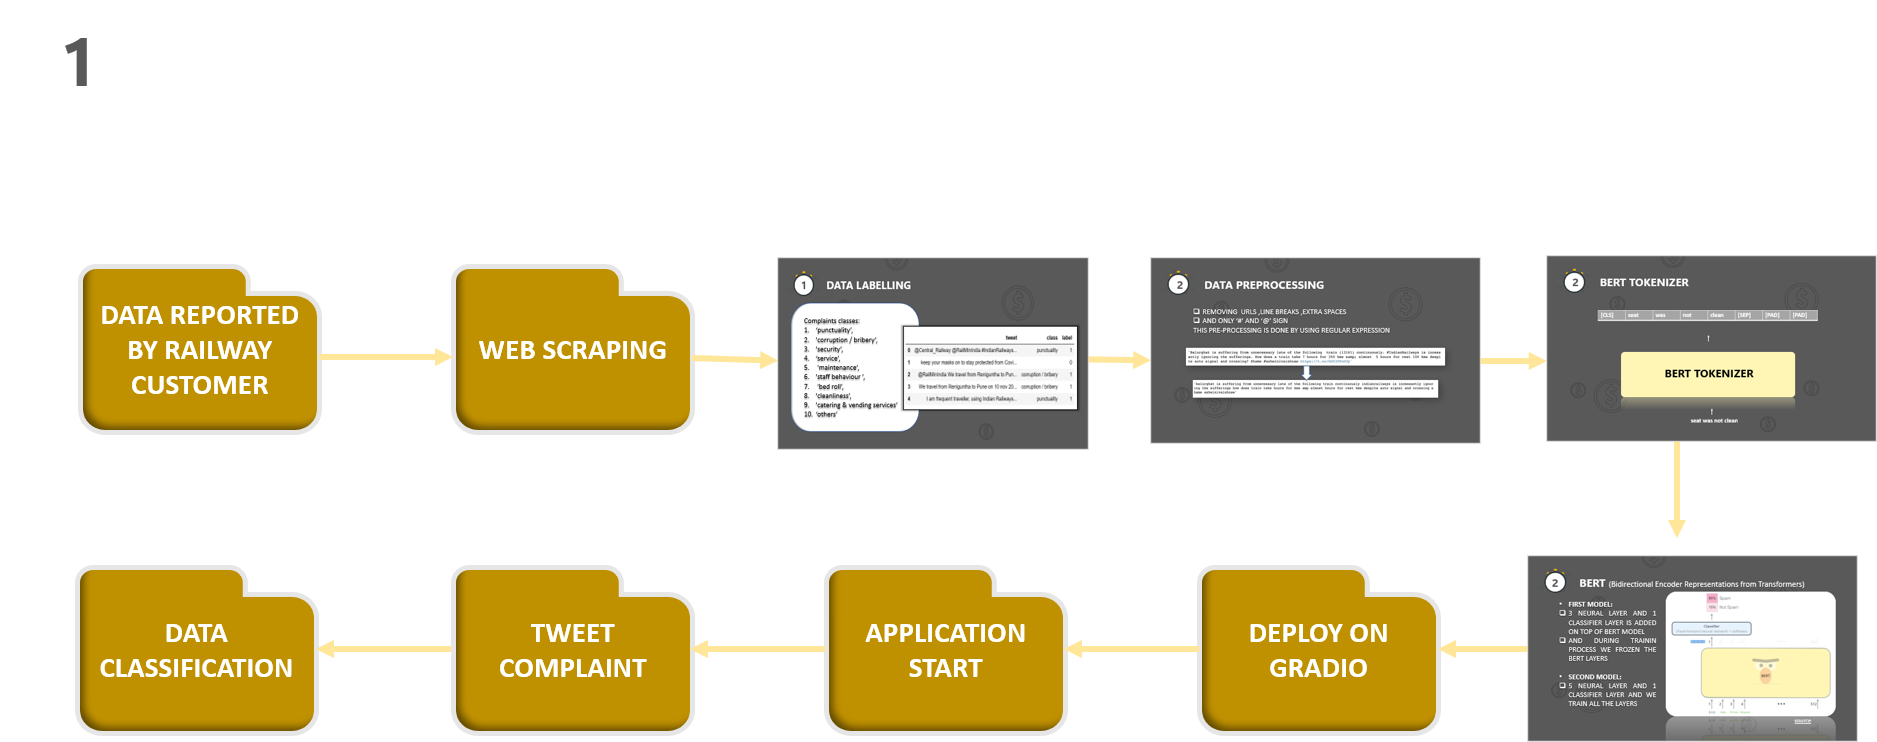 1
DATA REPORTED
BY RAILWAY
CUSTOMER
WEB SCRAPING
1 DATA LABELLING
Complaints classes:
1. 'punctuality',
2. 'corruption / bribery',
3. 'security',
4. 'service',
5. 'maintenance',
6. 'staff behaviour ',
7. 'bed roll',
8. 'cleanliness',
9. 'catering & vending services'
10. 'others'
tweet class label
0 @Central_Railway @RailMinIndia #IndianRailways... punctuality 1
1 keep your masks on to stay protected from Covi... 0
2 @RailMinIndia We travel from Renigunta to Pun... corruption / bribery 1
3 We travel from Renigunta to Pune on 10 nov 20... corruption / bribery 1
4 I am frequent traveller, using Indian Railways... punctuality 1
2 DATA PREPROCESSING
REMOVING URLS ,LINE BREAKS ,EXTRA SPACES
AND ONLY '#' AND '@' SIGN
THIS PRE-PROCESSING IS DONE BY USING REGULAR EXPRESSION
2 BERT TOKENIZER
[CLS] seat was not clean [SEP] [PAD] [PAD]
BERT TOKENIZER
seat was not clean
2 BERT (Bidirectional Encoder Representations from Transformers)
• FIRST MODEL:
3 NEURAL LAYER AND 1
CLASSIFIER LAYER IS ADDED
ON TOP OF BERT MODEL
AND DURING TRAININ
PROCESS WE FROZEN THE
BERT LAYERS
• SECOND MODEL:
5 NEURAL LAYER AND 1
CLASSIFIER LAYER AND WE
TRAIN ALL THE LAYERS
Spam
Not Spam
Classifier
BERT
1 2 3 4 ••• 512
source
DEPLOY ON
GRADIO
APPLICATION
START
TWEET
COMPLAINT
DATA
CLASSIFICATION